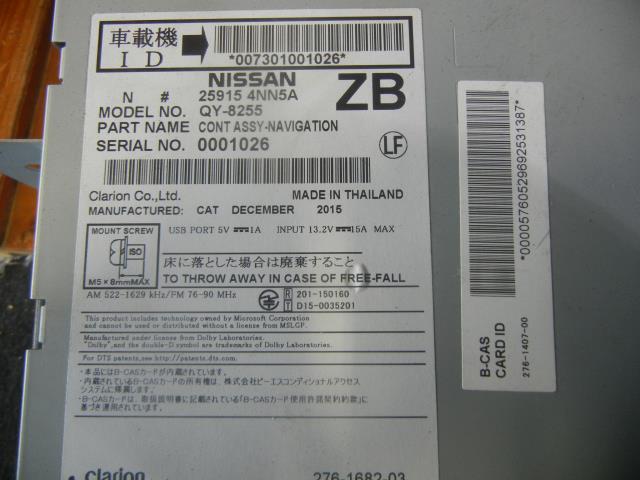 車載機
ID
*007301001026*
NISSAN
ZB
N # 25915 4NN5A
MODEL NO. QY-8255
PART NAME CONT ASSY-NAVIGATION
SERIAL NO. 0001026
LF
Clarion Co.,Ltd. MADE IN THAILAND
MANUFACTURED: CAT DECEMBER 2015
MOUNT SCREW
ISO
M5×8mmMAX
USB PORT 5V⎓1A INPUT 13.2V⎓15A MAX
床に落とした場合は廃棄すること
TO THROW AWAY IN CASE OF FREE-FALL
AM 522-1629 kHz/FM 76-90 MHz
R 201-150160
T D15-0035201
This product includes technology owned by Microsoft Corporation
and cannot be used or distributed without a license from MSLGP.
Manufactured under license from Dolby Laboratories.
"Dolby",and the double-D symbol are trademarks of Dolby Laboratories.
For DTS patents,see http://patents.dts.com.
・本品にはB-CASカードが内蔵されています。
・内蔵されているB-CASカードの所有権は、株式会社ビーエスコンディショナルアクセス
システムに帰属します。
・B-CASカードは、取扱説明書に記載されている「B-CASカード使用許諾契約約款」に
基づき運用されています。
clarion 276-1682-03
*00005760529692531387*
B-CAS
CARD ID
276-1407-00